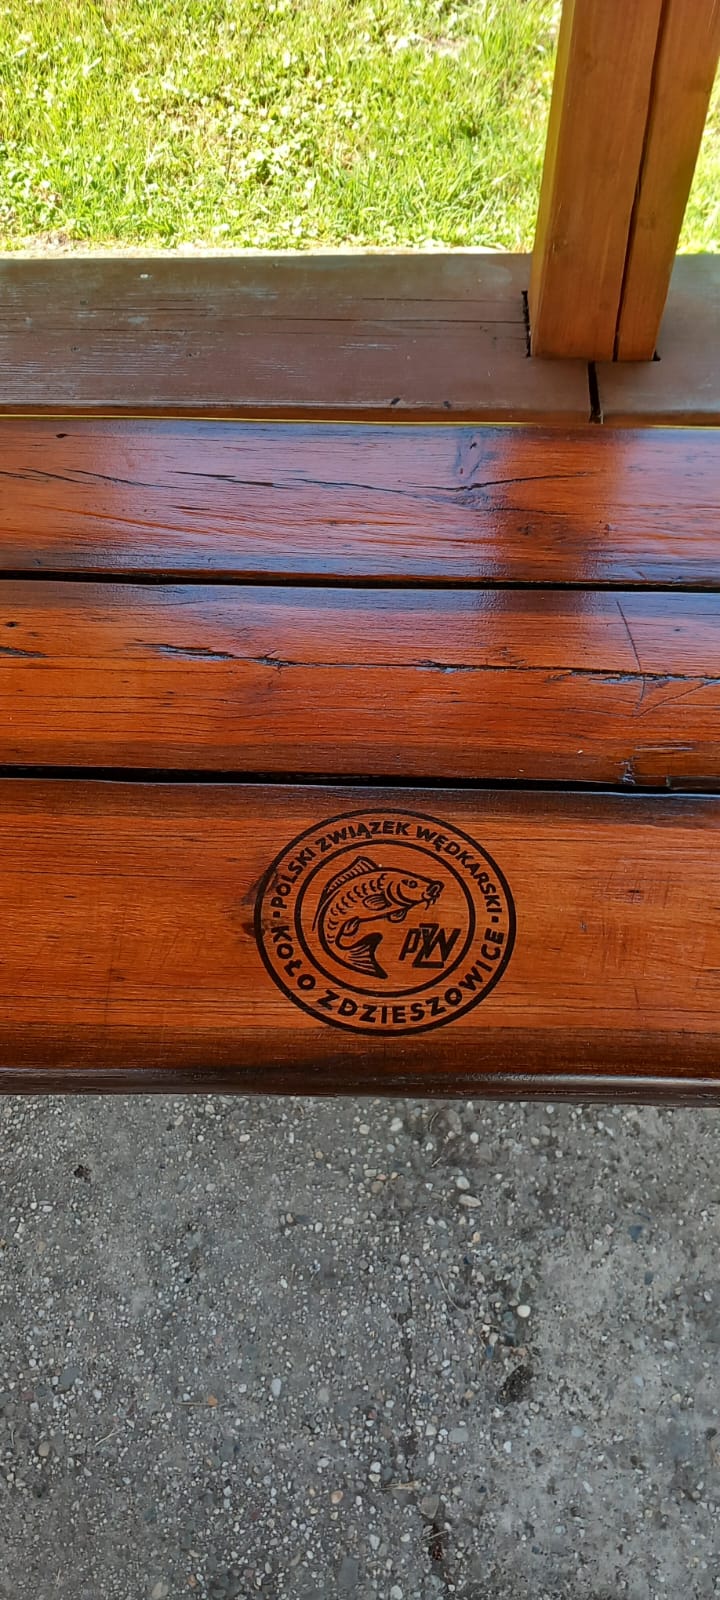 • POLSKI ZWIĄZEK WĘDKARSKI •
KOŁO ZDZIESZOWICE
PZW